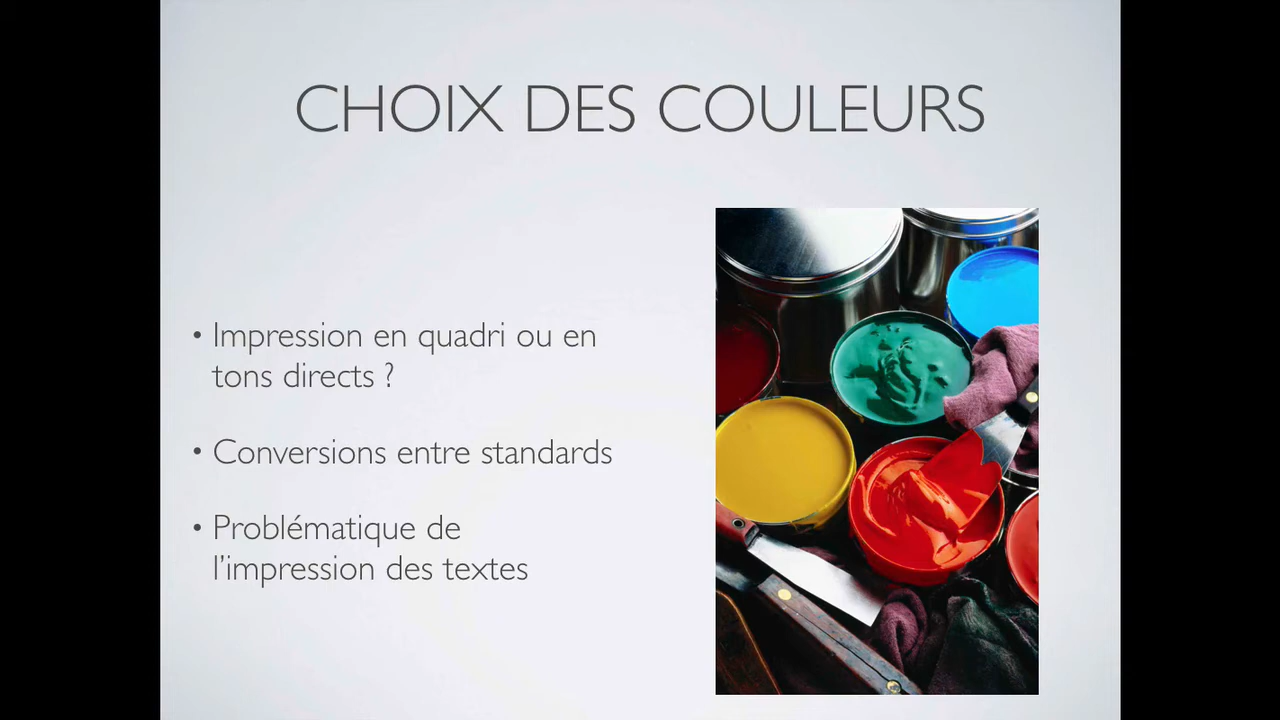 CHOIX DES COULEURS
• Impression en quadri ou en
tons directs ?
• Conversions entre standards
• Problématique de
l’impression des textes